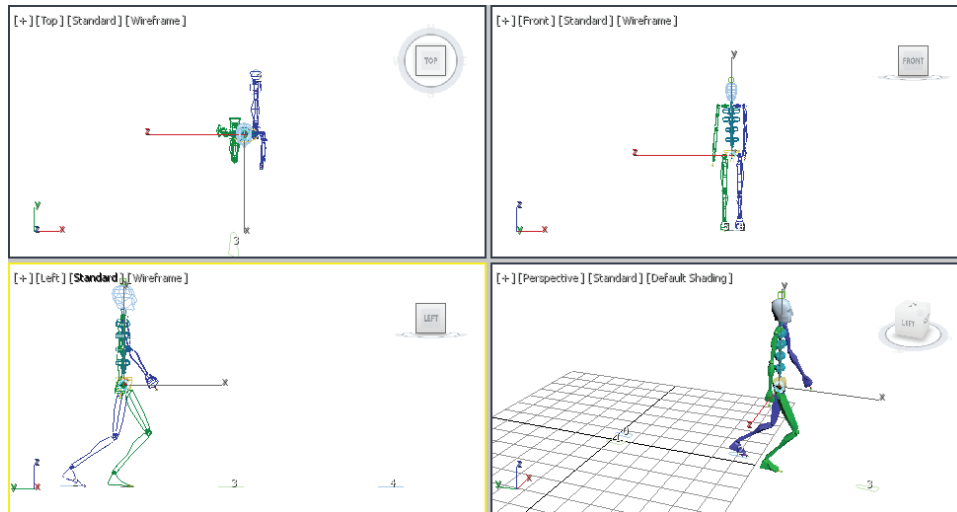 [+] [Top] [Standard] [Wireframe]
TOP
z
x
y
z
x
3
[+] [Front] [Standard] [Wireframe]
FRONT
y
z
z
y
x
[+] [Left] [Standard] [Wireframe]
LEFT
x
z
y
x
3
4
[+] [Perspective] [Standard] [Default Shading]
LEFT
y
x
z
z
y
x
3